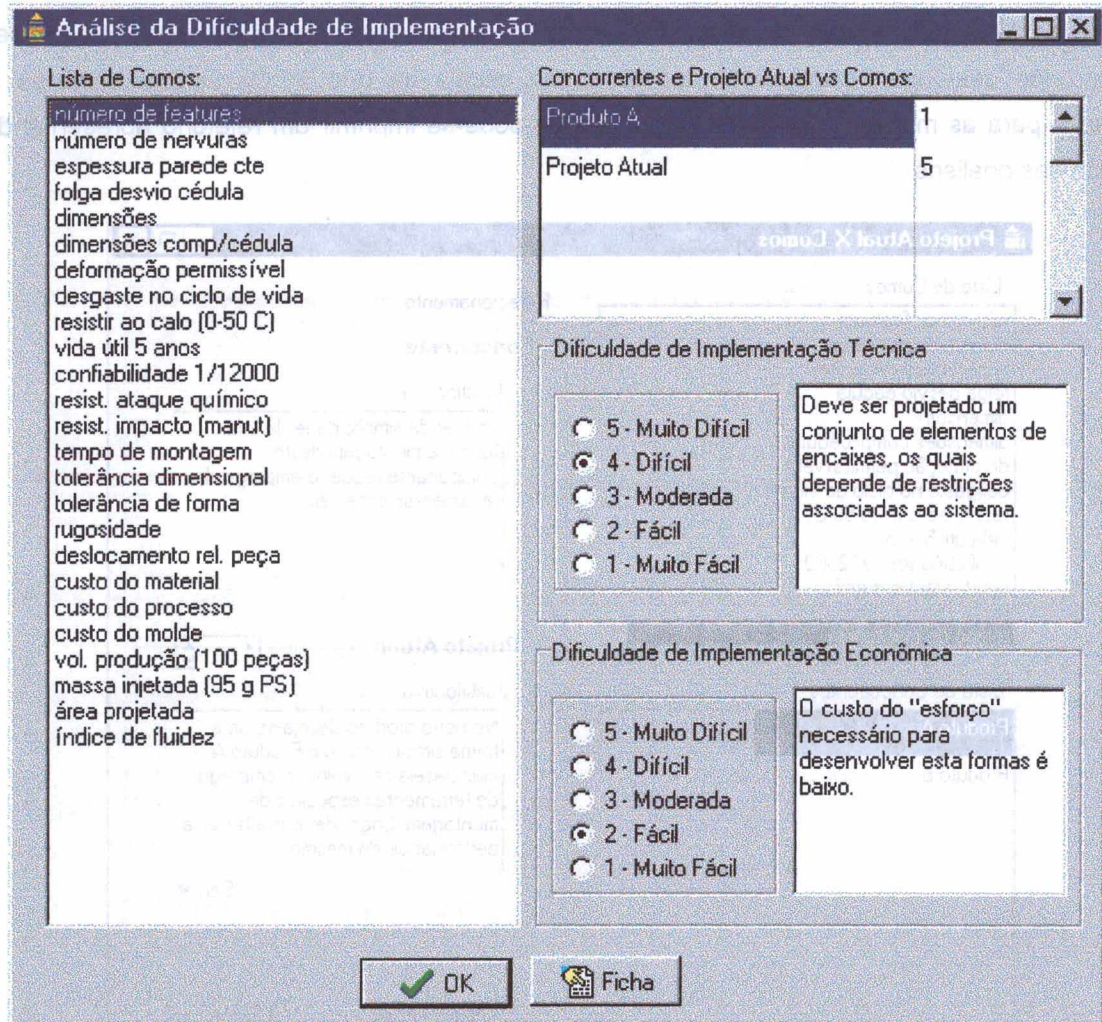 Análise da Dificuldade de Implementação
Lista de Comos:
número de features
número de nervuras
espessura parede cte
folga desvio cédula
dimensões
dimensões comp/cédula
deformação permissível
desgaste no ciclo de vida
resistir ao calo (0-50 C)
vida útil 5 anos
confiabilidade 1/12000
resist. ataque químico
resist. impacto (manut)
tempo de montagem
tolerância dimensional
tolerância de forma
rugosidade
deslocamento rel. peça
custo do material
custo do processo
custo do molde
vol. produção (100 peças)
massa injetada (95 g PS)
área projetada
índice de fluidez
Concorrentes e Projeto Atual vs Comos:
Produto A 1
Projeto Atual 5
Dificuldade de Implementação Técnica
5 - Muito Difícil
4 - Difícil
3 - Moderada
2 - Fácil
1 - Muito Fácil
Deve ser projetado um
conjunto de elementos de
encaixes, os quais
depende de restrições
associadas ao sistema.
Dificuldade de Implementação Econômica
5 - Muito Difícil
4 - Difícil
3 - Moderada
2 - Fácil
1 - Muito Fácil
O custo do "esforço"
necessário para
desenvolver esta formas é
baixo.
OK
Ficha